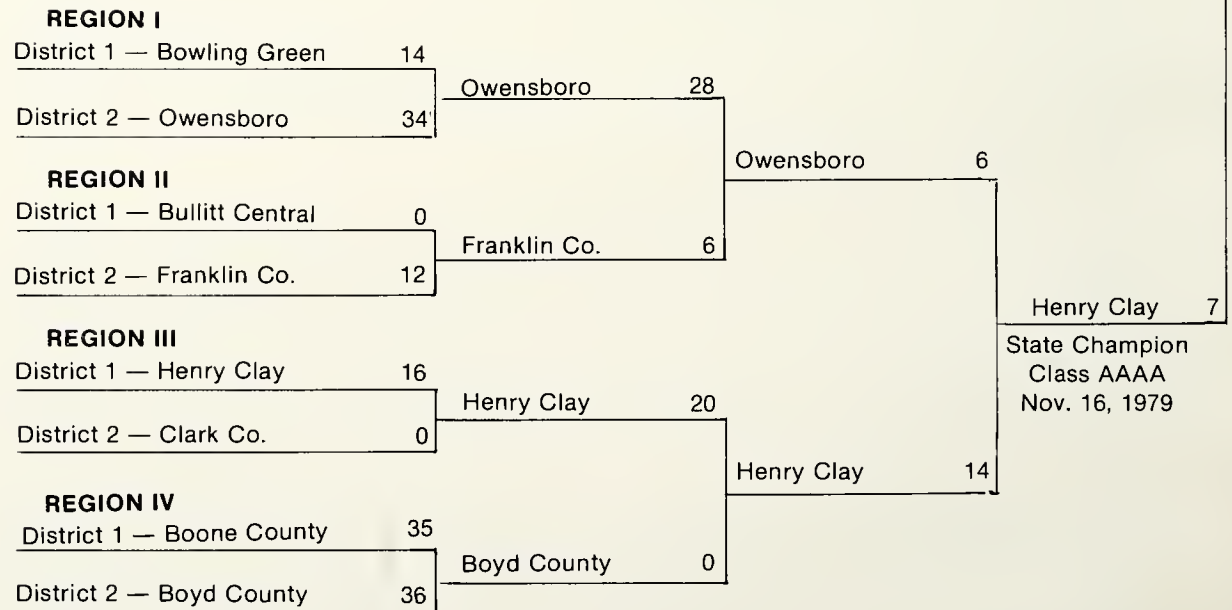 REGION I
District 1 — Bowling Green 14
Owensboro 28
District 2 — Owensboro 34
Owensboro 6
REGION II
District 1 — Bullitt Central 0
Franklin Co. 6
District 2 — Franklin Co. 12
Henry Clay 7
State Champion
Class AAAA
Nov. 16, 1979
REGION III
District 1 — Henry Clay 16
Henry Clay 20
District 2 — Clark Co. 0
Henry Clay 14
REGION IV
District 1 — Boone County 35
Boyd County 0
District 2 — Boyd County 36